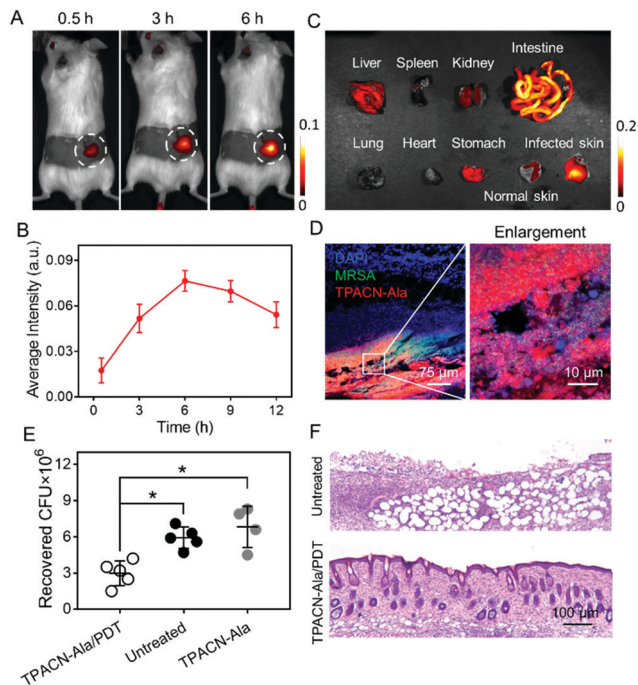 A
0.5 h
3 h
6 h
0.1
0
B
Average Intensity (a.u.)
0.09
0.06
0.03
0.00
0
3
6
9
12
Time (h)
C
Liver
Spleen
Kidney
Intestine
Lung
Heart
Stomach
Infected skin
Normal skin
0.2
0
D
DAPI
MRSA
TPACN-Ala
75 μm
Enlargement
10 μm
E
Recovered CFU×10⁶
12
9
6
3
0
*
*
TPACN-Ala/PDT
Untreated
TPACN-Ala
F
Untreated
TPACN-Ala/PDT
100 μm